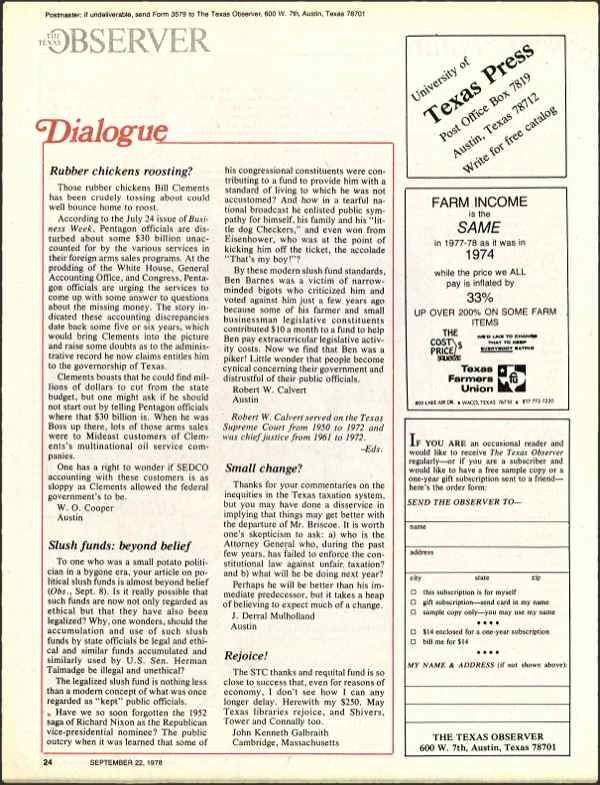 Postmaster: if undeliverable, send Form 3579 to The Texas Observer, 600 W. 7th, Austin, Texas 78701
THE TEXAS OBSERVER
Dialogue
Rubber chickens roosting?
Those rubber chickens Bill Clements
has been crudely tossing about could
well bounce home to roost.
According to the July 24 issue of Busi-
ness Week, Pentagon officials are dis-
turbed about some $30 billion unac-
counted for by the various services in
their foreign arms sales programs. At the
prodding of the White House, General
Accounting Office, and Congress, Penta-
gon officials are urging the services to
come up with some answer to questions
about the missing money. The story in-
dicated these accounting discrepancies
date back some five or six years, which
would bring Clements into the picture
and raise some doubts as to the admin-
istrative record he now claims entitles him
to the governorship of Texas.
Clements boasts that he could find mil-
lions of dollars to cut from the state
budget, but one might ask if he should
not start out by telling Pentagon officials
where that $30 billion is. When he was
Boss up there, lots of those arms sales
were to Mideast customers of Clem-
ents's multinational oil service com-
panies.
One has a right to wonder if SEDCO
accounting with these customers is as
sloppy as Clements allowed the federal
government's to be.
W. O. Cooper
Austin
Slush funds: beyond belief
To one who was a small potato politi-
cian in a bygone era, your article on po-
litical slush funds is almost beyond belief
(Obs., Sept. 8). Is it really possible that
such funds are now not only regarded as
ethical but that they have also been
legalized? Why, one wonders, should the
accumulation and use of such slush
funds by state officials be legal and ethi-
cal and similar funds accumulated and
similarly used by U.S. Sen. Herman
Talmadge be illegal and unethical?
The legalized slush fund is nothing less
than a modern concept of what was once
regarded as "kept" public officials.
Have we so soon forgotten the 1952
saga of Richard Nixon as the Republican
vice-presidential nominee? The public
outcry when it was learned that some of
his congressional constituents were con-
tributing to a fund to provide him with a
standard of living to which he was not
accustomed? And how in a tearful na-
tional broadcast he enlisted public sym-
pathy for himself, his family and his "lit-
tle dog Checkers," and even won from
Eisenhower, who was at the point of
kicking him off the ticket, the accolade
"That's my boy!"?
By these modern slush fund standards,
Ben Barnes was a victim of narrow-
minded bigots who criticized him and
voted against him just a few years ago
because some of his farmer and small
businessman legislative constituents
contributed $10 a month to a fund to help
Ben pay extracurricular legislative activ-
ity costs. Now we find that Ben was a
piker! Little wonder that people become
cynical concerning their government and
distrustful of their public officials.
Robert W. Calvert
Austin
Robert W. Calvert served on the Texas
Supreme Court from 1950 to 1972 and
was chief justice from 1961 to 1972.
–Eds.
Small change?
Thanks for your commentaries on the
inequities in the Texas taxation system,
but you may have done a disservice in
implying that things may get better with
the departure of Mr. Briscoe. It is worth
one's skepticism to ask: a) who is the
Attorney General who, during the past
few years, has failed to enforce the con-
stitutional law against unfair taxation?
and b) what will he be doing next year?
Perhaps he will be better than his im-
mediate predecessor, but it takes a heap
of believing to expect much of a change.
J. Derral Mulholland
Austin
Rejoice!
The STC thanks and requital fund is so
close to success that, even for reasons of
economy, I don't see how I can any
longer delay. Herewith my $250. May
Texas libraries rejoice, and Shivers,
Tower and Connally too.
John Kenneth Galbraith
Cambridge, Massachusetts
University of
Texas Press
Post Office Box 7819
Austin, Texas 78712
Write for free catalog
FARM INCOME
is the
SAME
in 1977-78 as it was in
1974
while the price we ALL
pay is inflated by
33%
UP OVER 200% ON SOME FARM
ITEMS
THE
COST
PRICE
SQUEEZE
WE'D LIKE TO CHANGE
THAT TO KEEP
EVERYBODY EATING
Texas
Farmers
Union
800 LAKE AIR DR. • WACO, TEXAS 76710 • 817 772-7220
IF YOU ARE an occasional reader and
would like to receive The Texas Observer
regularly—or if you are a subscriber and
would like to have a free sample copy or a
one-year gift subscription sent to a friend—
here's the order form:
SEND THE OBSERVER TO—
name
address
city state zip
□ this subscription is for myself
□ gift subscription—send card in my name
□ sample copy only—you may use my name
• • • •
□ $14 enclosed for a one-year subscription
□ bill me for $14
• • • •
MY NAME & ADDRESS (if not shown above):
THE TEXAS OBSERVER
600 W. 7th, Austin, Texas 78701
24 SEPTEMBER 22, 1978